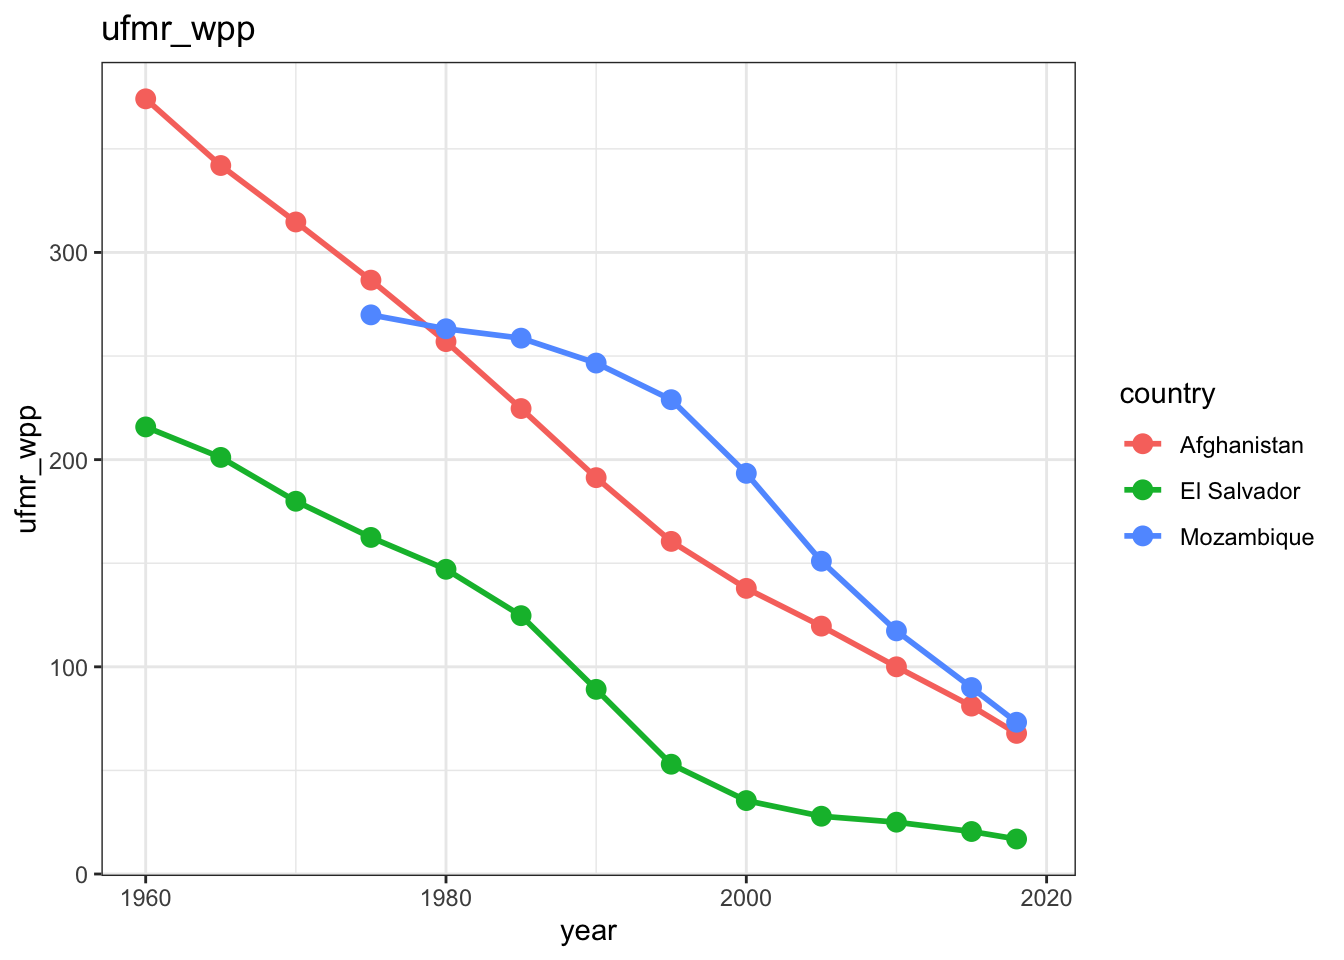 ufmr_wpp
ufmr_wpp
300
200
100
0
1960 1980 2000 2020
year
country
Afghanistan
El Salvador
Mozambique